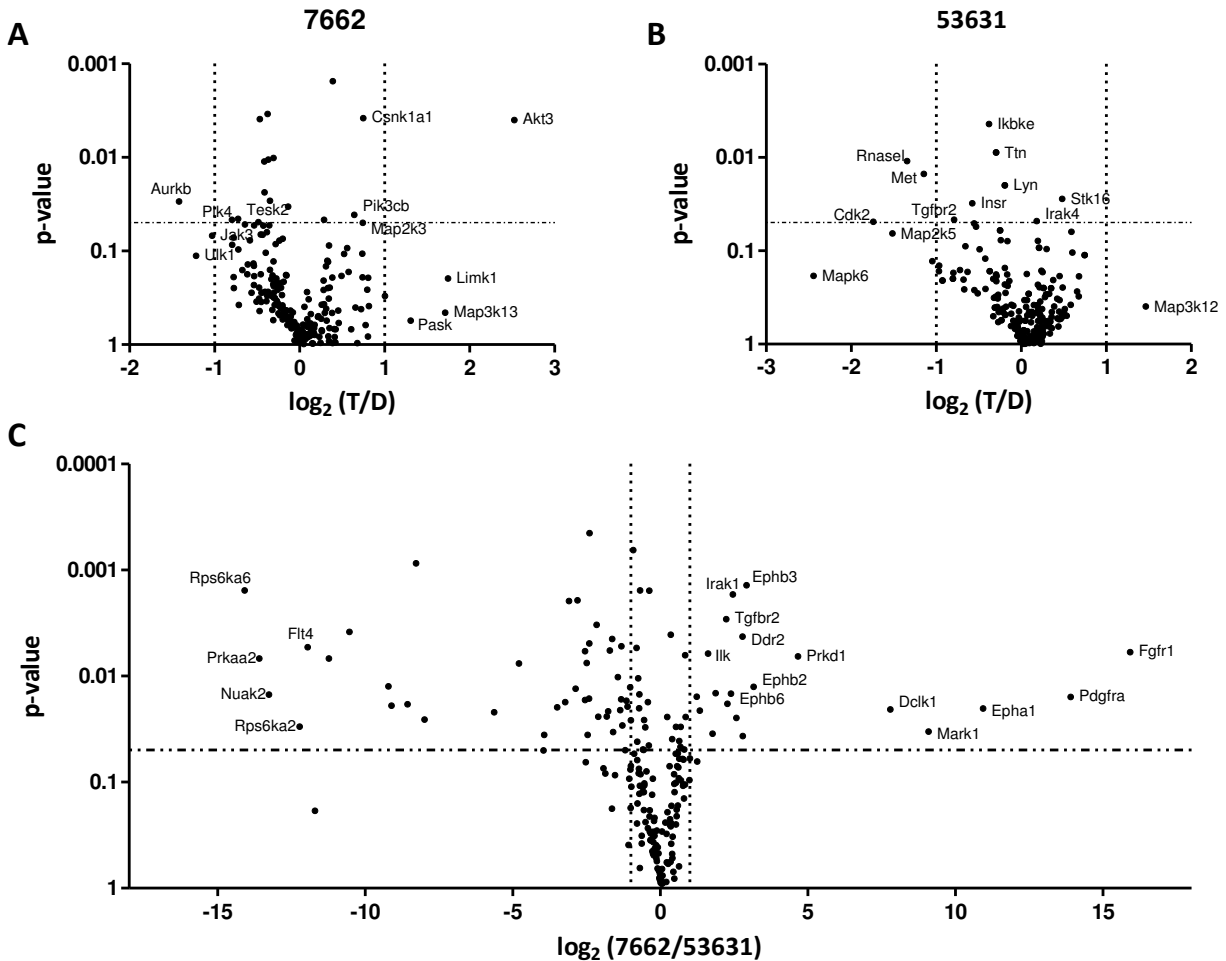 A
7662
0.001
0.01
0.1
1
p-value
Csnk1a1
Akt3
Aurkb
Plk4
Tesk2
Pik3cb
Map2k3
Jak3
Ulk1
Limk1
Map3k13
Pask
-2
-1
0
1
2
3
log2 (T/D)
B
53631
0.001
0.01
0.1
1
p-value
Ikbke
Ttn
Rnasel
Met
Lyn
Stk16
Insr
Tgfbr2
Irak4
Cdk2
Map2k5
Mapk6
Map3k12
-3
-2
-1
0
1
2
log2 (T/D)
C
0.0001
0.001
0.01
0.1
1
p-value
Rps6ka6
Irak1
Ephb3
Tgfbr2
Flt4
Ddr2
Prkaa2
Ilk
Prkd1
Fgfr1
Nuak2
Ephb2
Ephb6
Pdgfra
Dclk1
Epha1
Rps6ka2
Mark1
-15
-10
-5
0
5
10
15
log2 (7662/53631)